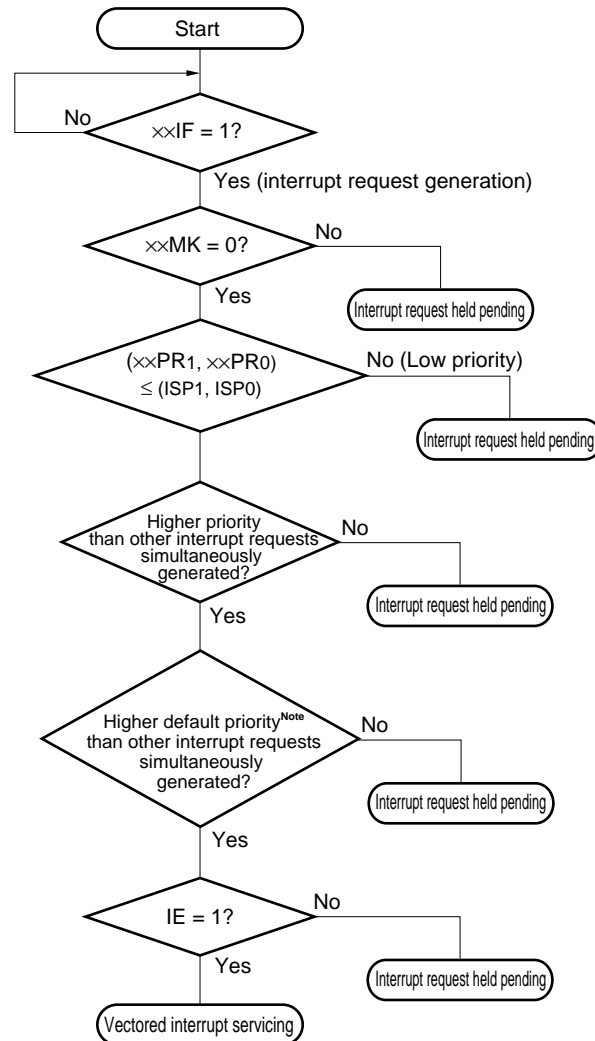 Start
No
××IF = 1?
Yes (interrupt request generation)
No
××MK = 0?
Yes
Interrupt request held pending
(××PR1, ××PR0)
≤ (ISP1, ISP0)
No (Low priority)
Interrupt request held pending
Higher priority
than other interrupt requests
simultaneously
generated?
No
Interrupt request held pending
Yes
Higher default priorityNote
than other interrupt requests
simultaneously
generated?
No
Interrupt request held pending
Yes
IE = 1?
No
Yes
Interrupt request held pending
Vectored interrupt servicing